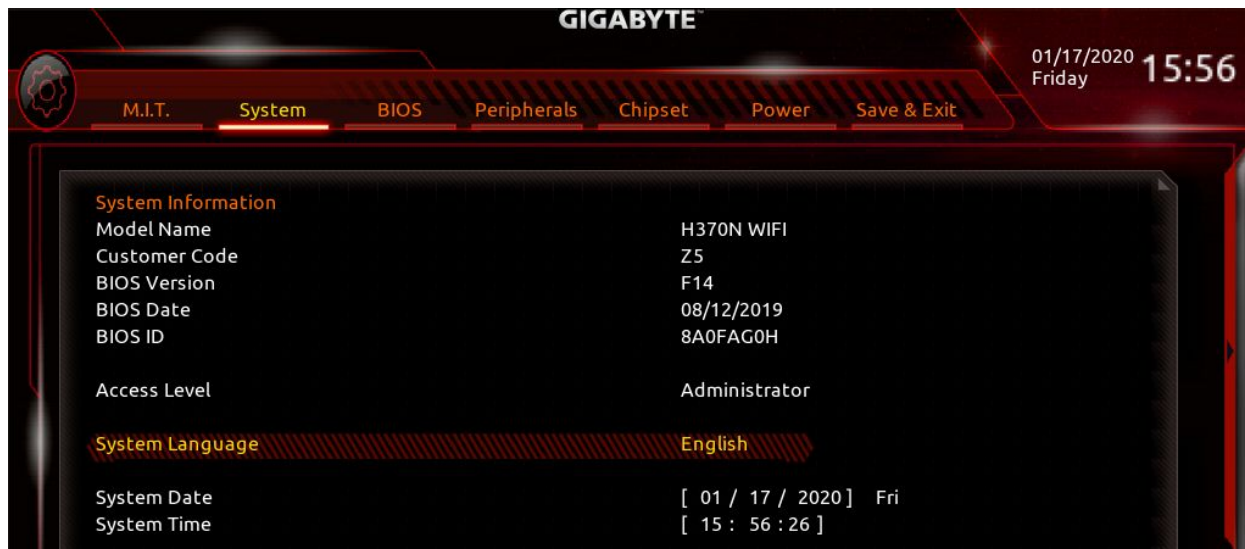 GIGABYTE
01/17/2020
Friday
15:56
M.I.T. System BIOS Peripherals Chipset Power Save & Exit
System Information
Model Name H370N WIFI
Customer Code Z5
BIOS Version F14
BIOS Date 08/12/2019
BIOS ID 8A0FAG0H
Access Level Administrator
System Language English
System Date [ 01 / 17 / 2020 ] Fri
System Time [ 15 : 56 : 26 ]